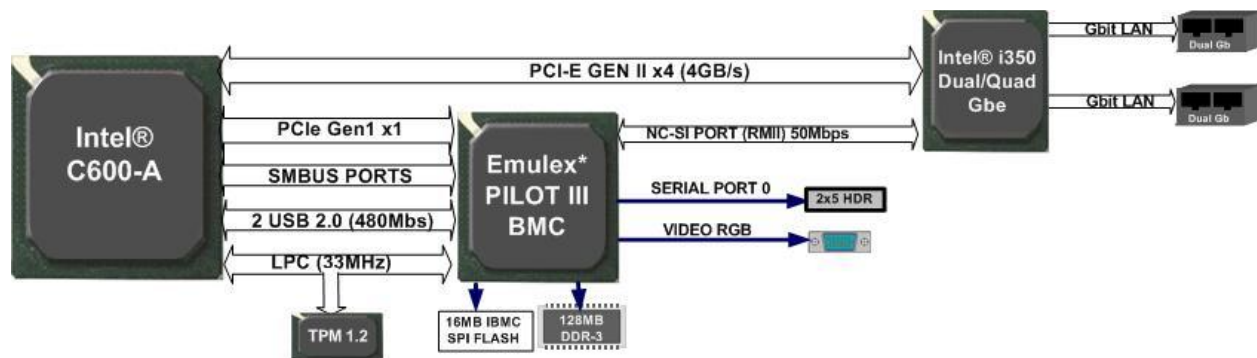 Intel®
C600-A
PCI-E GEN II x4 (4GB/s)
Intel® i350
Dual/Quad
Gbe
Gbit LAN
Dual Gb
Gbit LAN
Dual Gb
PCIe Gen1 x1
SMBUS PORTS
2 USB 2.0 (480Mbs)
LPC (33MHz)
Emulex*
PILOT III
BMC
NC-SI PORT (RMII) 50Mbps
SERIAL PORT 0
2x5 HDR
VIDEO RGB
TPM 1.2
16MB IBMC
SPI FLASH
128MB
DDR-3